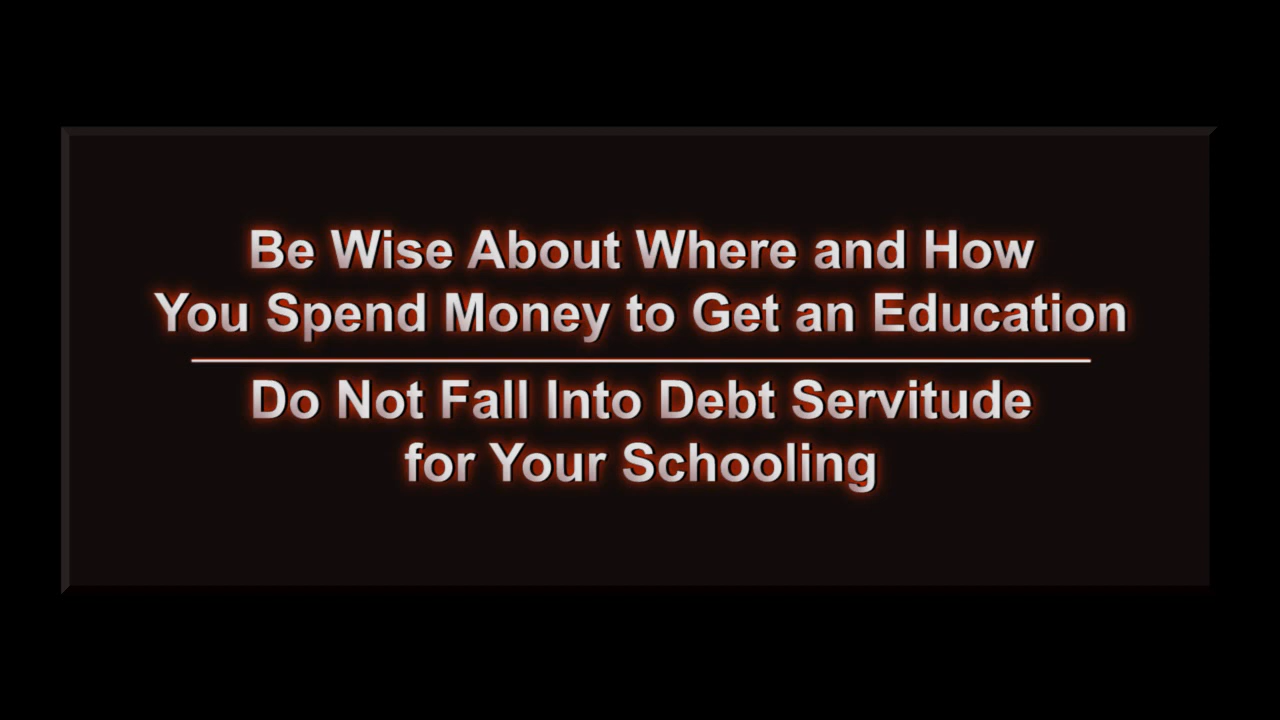 Be Wise About Where and How
You Spend Money to Get an Education
Do Not Fall Into Debt Servitude
for Your Schooling